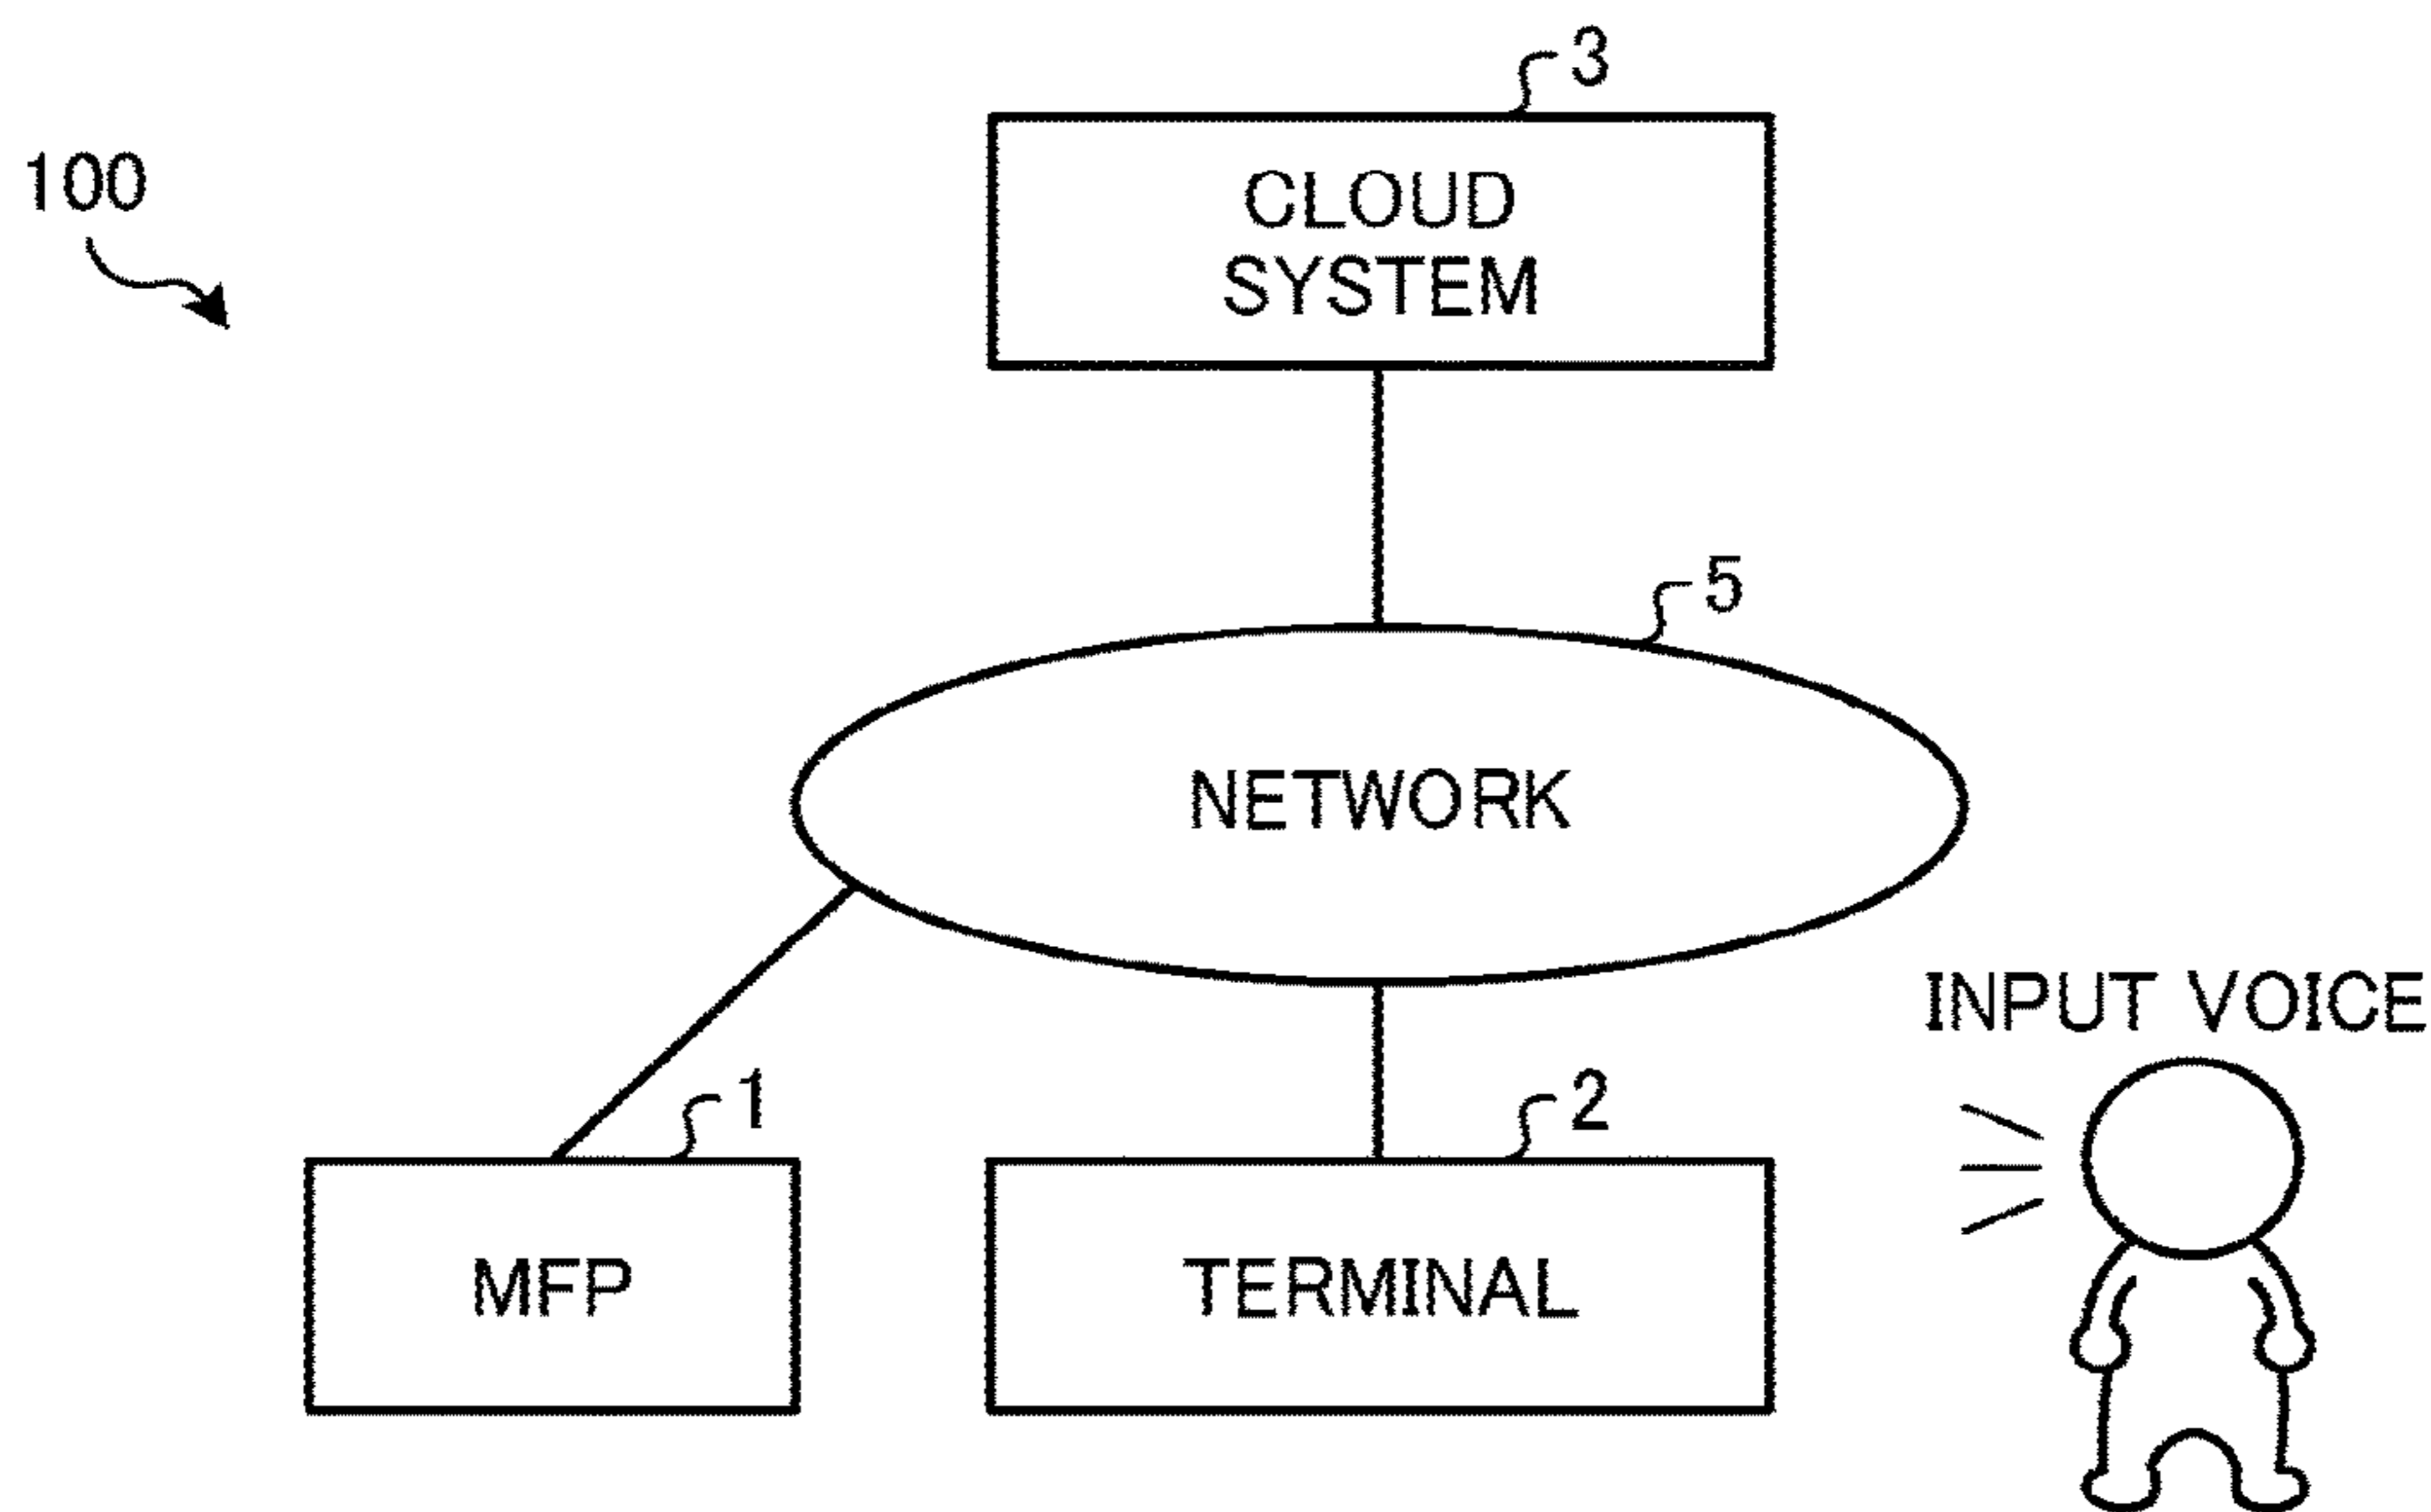 3
100
CLOUD
SYSTEM
5
NETWORK
INPUT VOICE
1
2
MFP
TERMINAL